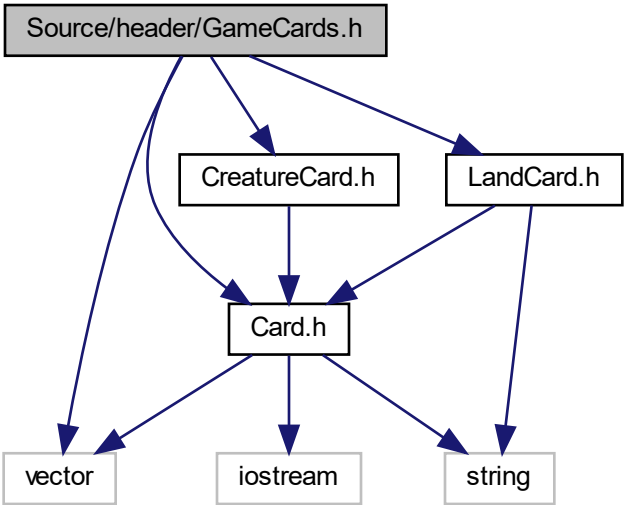 Source/header/GameCards.h
CreatureCard.h
LandCard.h
Card.h
vector
iostream
string